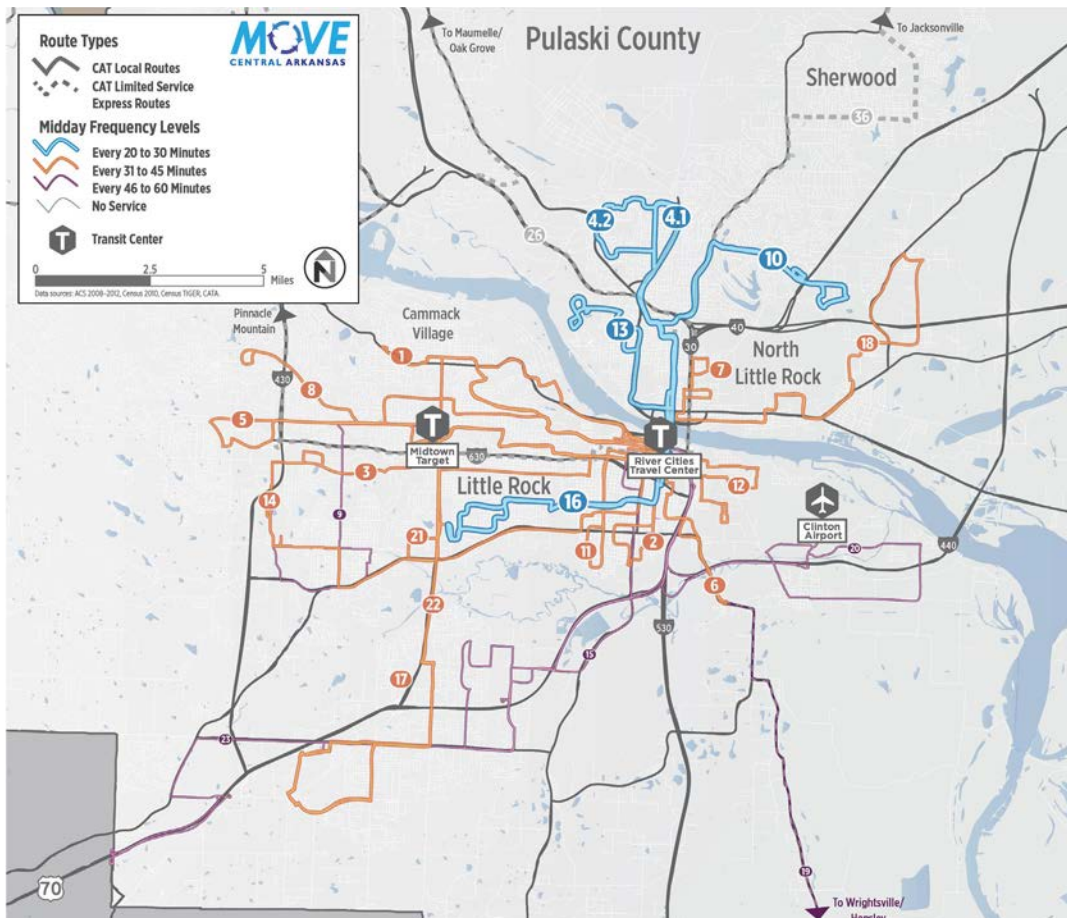 Route Types
CAT Local Routes
CAT Limited Service
Express Routes
Midday Frequency Levels
Every 20 to 30 Minutes
Every 31 to 45 Minutes
Every 46 to 60 Minutes
No Service
T
Transit Center
0 2.5 5
Miles
N
Data sources: ACS 2008-2012, Census 2010, Census TIGER, CATA.
MOVE
CENTRAL ARKANSAS
To Maumelle/
Oak Grove
Pulaski County
To Jacksonville
Sherwood
36
26
4.2
4.1
10
13
18
40
30
7
North
Little Rock
Pinnacle
Mountain
Cammack
Village
1
430
8
5
T
Midtown
Target
630
T
River Cities
Travel Center
3
Little Rock
12
14
9
16
Clinton
Airport
21
11
2
20
440
22
6
530
15
17
23
19
70
To Wrightsville/
Hensley